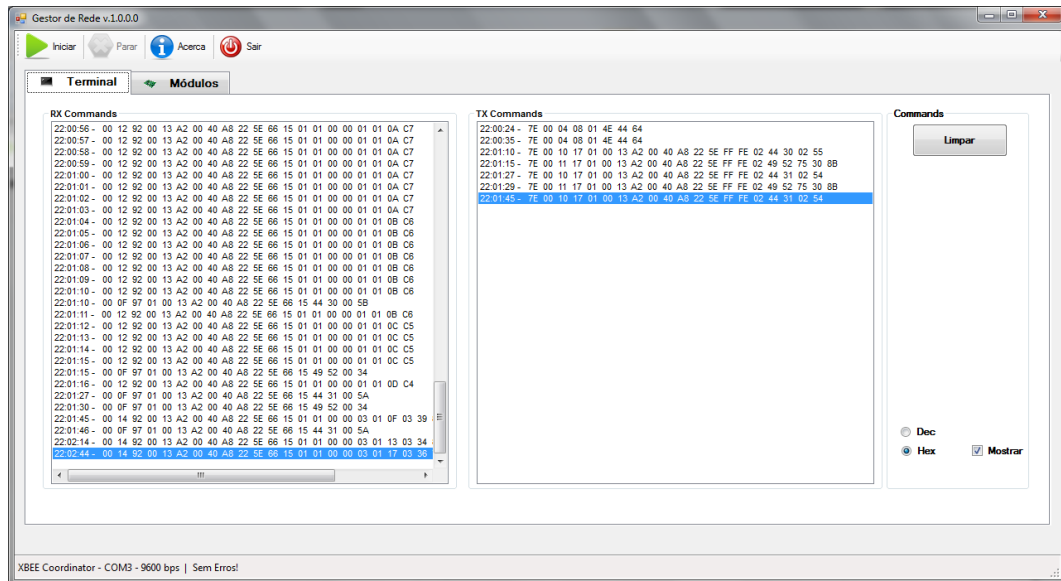 Gestor de Rede v.1.0.0.0
Iniciar Parar Acerca Sair
Terminal Módulos
RX Commands
22:00:56 - 00 12 92 00 13 A2 00 40 A8 22 5E 66 15 01 01 00 00 01 01 0A C7
22:00:57 - 00 12 92 00 13 A2 00 40 A8 22 5E 66 15 01 01 00 00 01 01 0A C7
22:00:58 - 00 12 92 00 13 A2 00 40 A8 22 5E 66 15 01 01 00 00 01 01 0A C7
22:00:59 - 00 12 92 00 13 A2 00 40 A8 22 5E 66 15 01 01 00 00 01 01 0A C7
22:01:00 - 00 12 92 00 13 A2 00 40 A8 22 5E 66 15 01 01 00 00 01 01 0A C7
22:01:01 - 00 12 92 00 13 A2 00 40 A8 22 5E 66 15 01 01 00 00 01 01 0A C7
22:01:02 - 00 12 92 00 13 A2 00 40 A8 22 5E 66 15 01 01 00 00 01 01 0A C7
22:01:03 - 00 12 92 00 13 A2 00 40 A8 22 5E 66 15 01 01 00 00 01 01 0A C7
22:01:04 - 00 12 92 00 13 A2 00 40 A8 22 5E 66 15 01 01 00 00 01 01 0B C6
22:01:05 - 00 12 92 00 13 A2 00 40 A8 22 5E 66 15 01 01 00 00 01 01 0B C6
22:01:06 - 00 12 92 00 13 A2 00 40 A8 22 5E 66 15 01 01 00 00 01 01 0B C6
22:01:07 - 00 12 92 00 13 A2 00 40 A8 22 5E 66 15 01 01 00 00 01 01 0B C6
22:01:08 - 00 12 92 00 13 A2 00 40 A8 22 5E 66 15 01 01 00 00 01 01 0B C6
22:01:09 - 00 12 92 00 13 A2 00 40 A8 22 5E 66 15 01 01 00 00 01 01 0B C6
22:01:10 - 00 12 92 00 13 A2 00 40 A8 22 5E 66 15 01 01 00 00 01 01 0B C6
22:01:10 - 00 0F 97 01 00 13 A2 00 40 A8 22 5E 66 15 44 30 00 5B
22:01:11 - 00 12 92 00 13 A2 00 40 A8 22 5E 66 15 01 01 00 00 01 01 0B C6
22:01:12 - 00 12 92 00 13 A2 00 40 A8 22 5E 66 15 01 01 00 00 01 01 0C C5
22:01:13 - 00 12 92 00 13 A2 00 40 A8 22 5E 66 15 01 01 00 00 01 01 0C C5
22:01:14 - 00 12 92 00 13 A2 00 40 A8 22 5E 66 15 01 01 00 00 01 01 0C C5
22:01:15 - 00 12 92 00 13 A2 00 40 A8 22 5E 66 15 01 01 00 00 01 01 0C C5
22:01:15 - 00 0F 97 01 00 13 A2 00 40 A8 22 5E 66 15 49 52 00 34
22:01:16 - 00 12 92 00 13 A2 00 40 A8 22 5E 66 15 01 01 00 00 01 01 0D C4
22:01:27 - 00 0F 97 01 00 13 A2 00 40 A8 22 5E 66 15 44 31 00 5A
22:01:30 - 00 0F 97 01 00 13 A2 00 40 A8 22 5E 66 15 49 52 00 34
22:01:45 - 00 14 92 00 13 A2 00 40 A8 22 5E 66 15 01 01 00 00 03 01 0F 03 39
22:01:46 - 00 0F 97 01 00 13 A2 00 40 A8 22 5E 66 15 44 31 00 5A
22:02:14 - 00 14 92 00 13 A2 00 40 A8 22 5E 66 15 01 01 00 00 03 01 13 03 34
22:02:44 - 00 14 92 00 13 A2 00 40 A8 22 5E 66 15 01 01 00 00 03 01 17 03 36
TX Commands
22:00:24 - 7E 00 04 08 01 4E 44 64
22:00:35 - 7E 00 04 08 01 4E 44 64
22:01:10 - 7E 00 10 17 01 00 13 A2 00 40 A8 22 5E FF FE 02 44 30 02 55
22:01:15 - 7E 00 11 17 01 00 13 A2 00 40 A8 22 5E FF FE 02 49 52 75 30 8B
22:01:27 - 7E 00 10 17 01 00 13 A2 00 40 A8 22 5E FF FE 02 44 31 02 54
22:01:29 - 7E 00 11 17 01 00 13 A2 00 40 A8 22 5E FF FE 02 49 52 75 30 8B
22:01:45 - 7E 00 10 17 01 00 13 A2 00 40 A8 22 5E FF FE 02 44 31 02 54
Commands
Limpar
Dec
Hex Mostrar
XBEE Coordinator - COM3 - 9600 bps | Sem Erros!